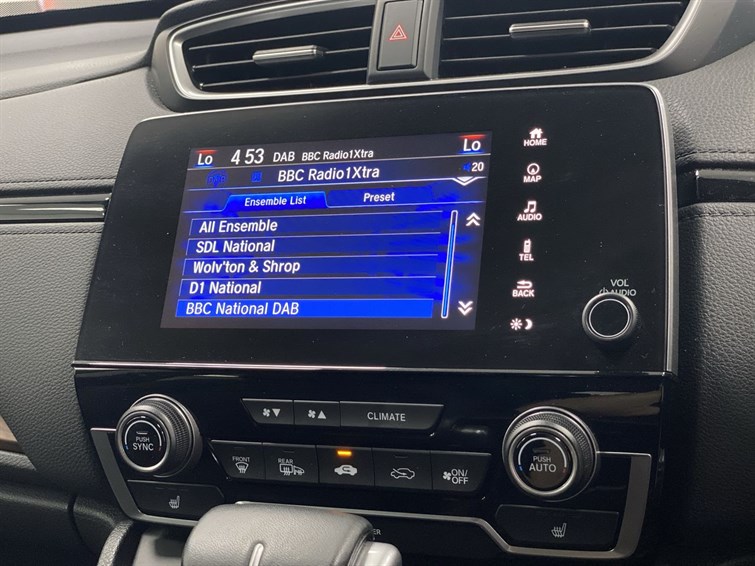 Lo 4 53 DAB BBC Radio1Xtra Lo
BBC Radio1Xtra 20
Ensemble List Preset
All Ensemble
SDL National
Wolv'ton & Shrop
D1 National
BBC National DAB
HOME
MAP
AUDIO
TEL
BACK
VOL
AUDIO
CLIMATE
PUSH
SYNC
FRONT
REAR
ON/
OFF
PUSH
AUTO